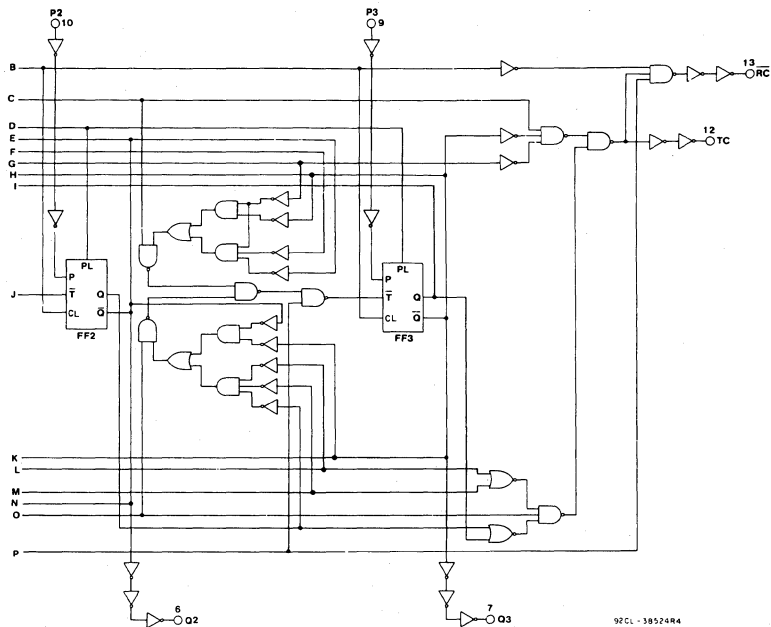 P2
10
P3
9
B
13
RC
C
D
12
TC
E
F
G
H
I
PL
P
J
T
Q
CL
Q
FF2
PL
P
T
Q
CL
Q
FF3
K
L
M
N
O
P
6
Q2
7
Q3
92CL-38524R4